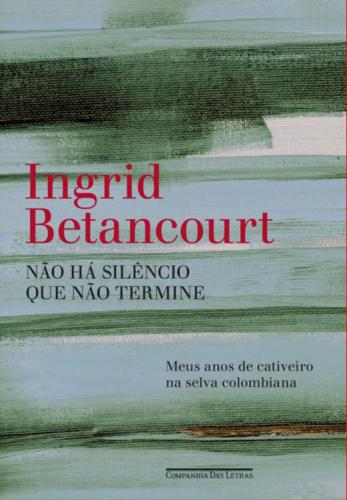 Ingrid
Betancourt
NÃO HÁ SILÊNCIO
QUE NÃO TERMINE
Meus anos de cativeiro
na selva colombiana
COMPANHIA DAS LETRAS